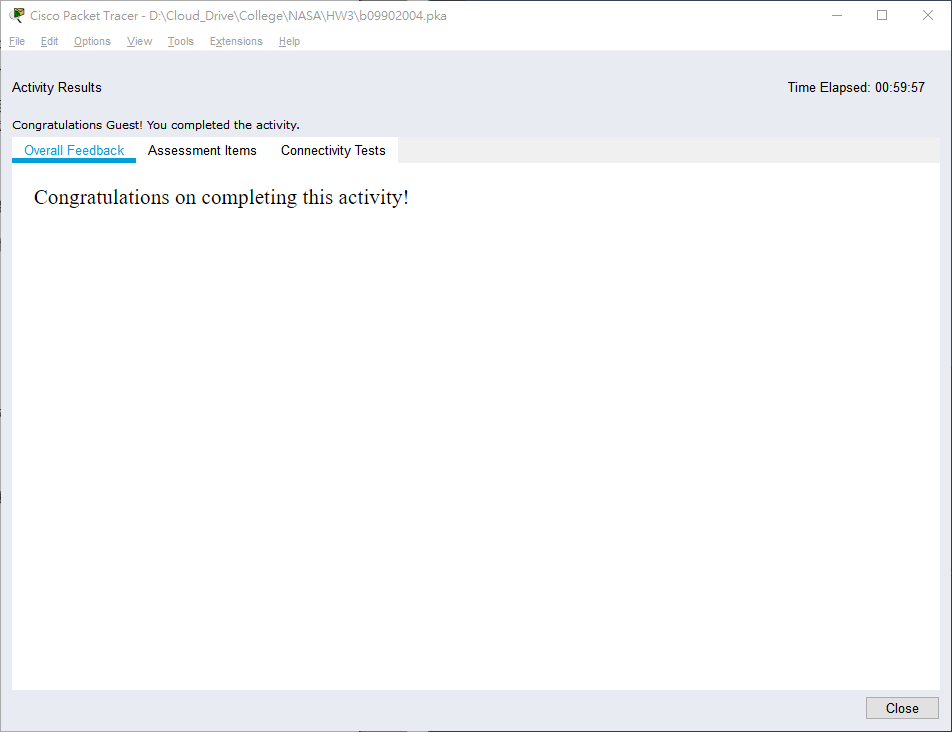 Cisco Packet Tracer - D:\Cloud_Drive\College\NASA\HW3\b09902004.pka
File Edit Options View Tools Extensions Help
Activity Results Time Elapsed: 00:59:57
Congratulations Guest! You completed the activity.
Overall Feedback Assessment Items Connectivity Tests
Congratulations on completing this activity!
Close